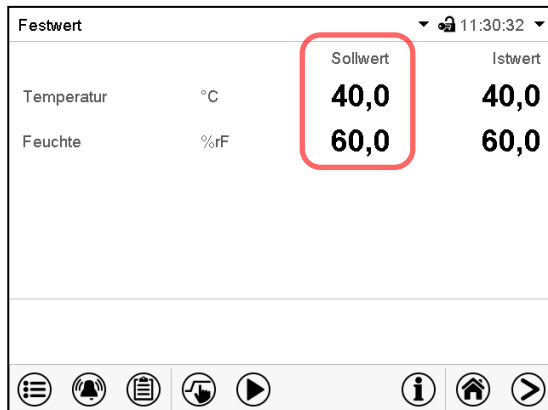 Festwert 11:30:32
Sollwert Istwert
Temperatur °C 40,0 40,0
Feuchte %rF 60,0 60,0